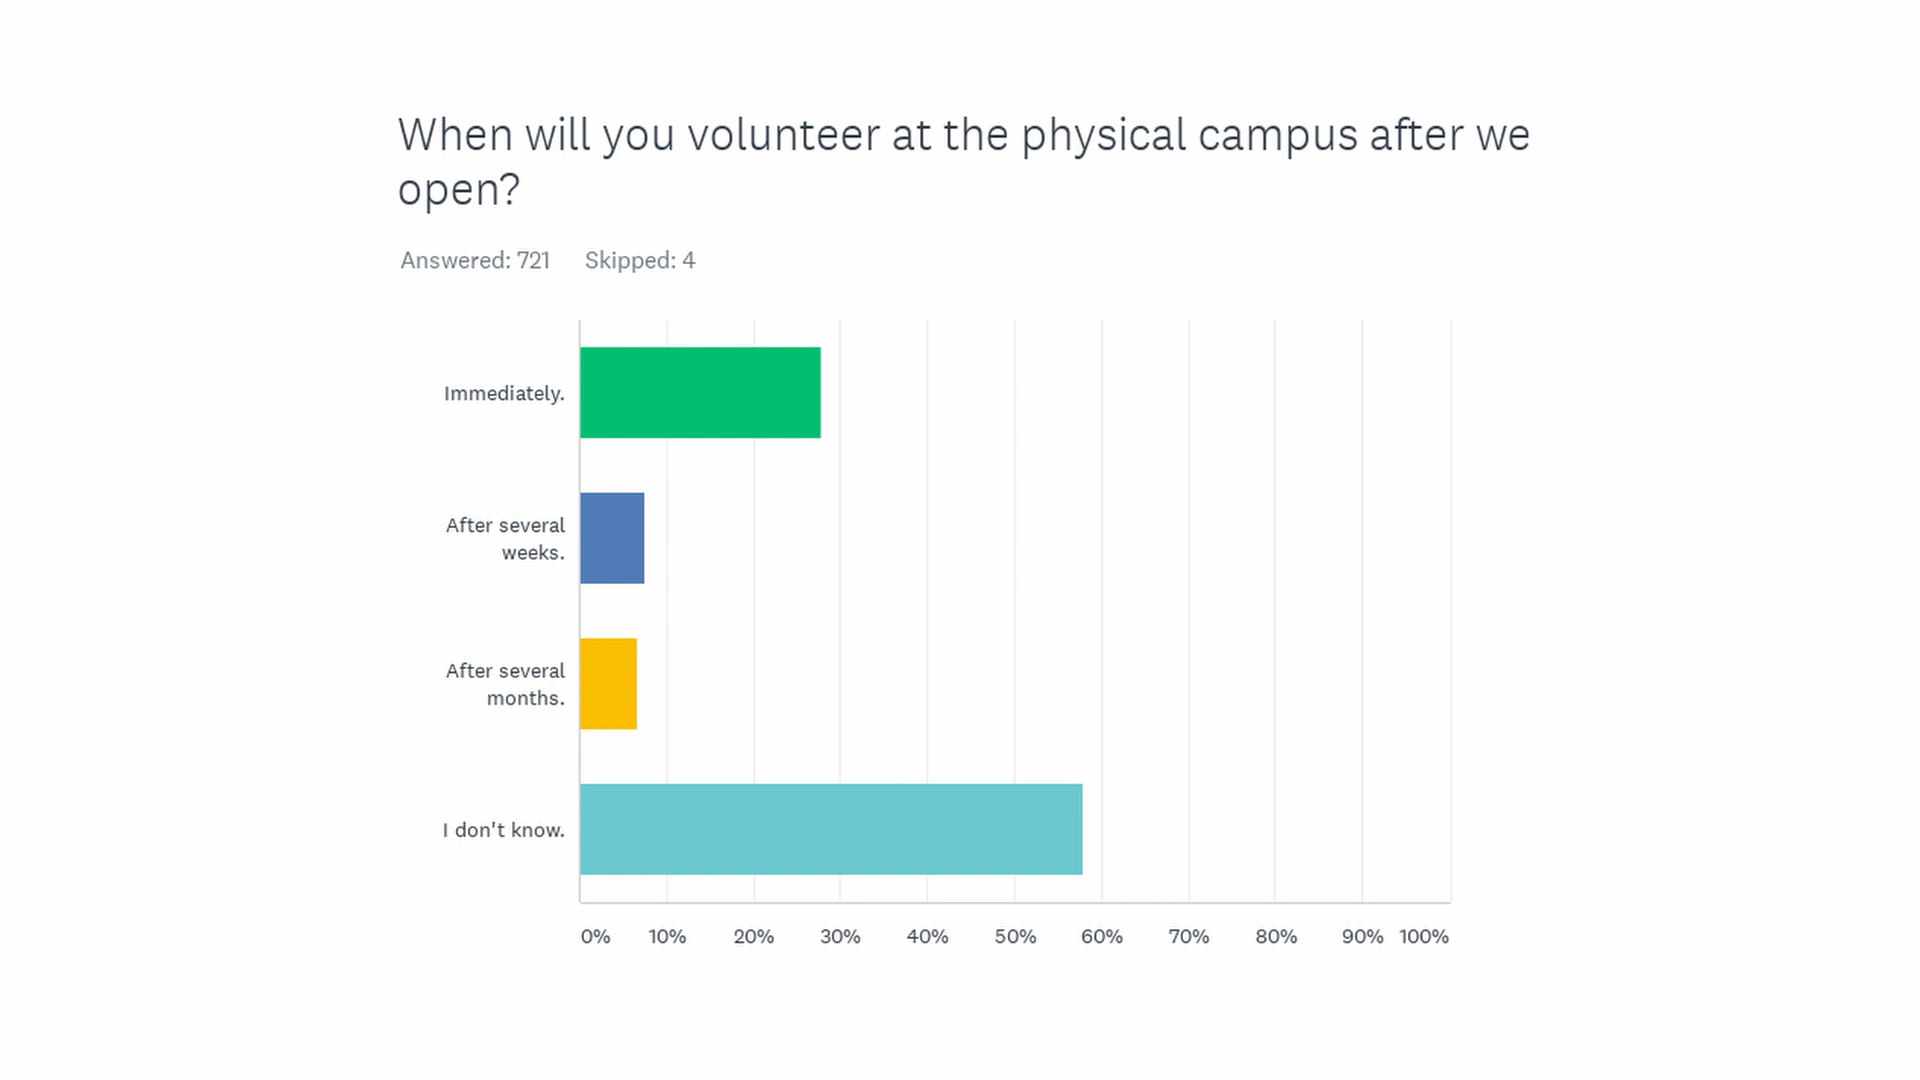 When will you volunteer at the physical campus after we
open?
Answered: 721 Skipped: 4
Immediately.
After several
weeks.
After several
months.
I don't know.
0% 10% 20% 30% 40% 50% 60% 70% 80% 90% 100%